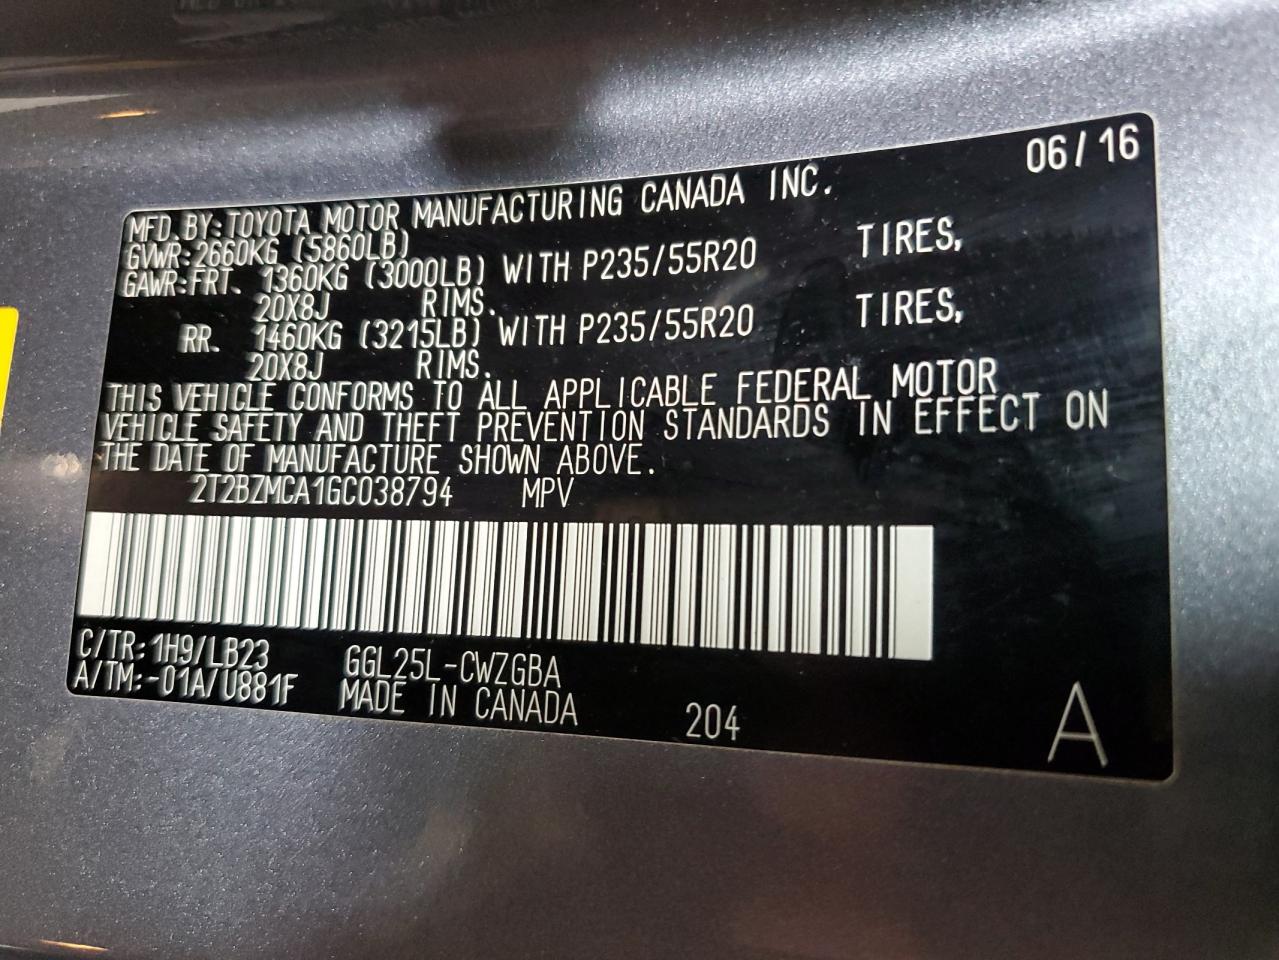 06/16
MFD.BY:TOYOTA MOTOR MANUFACTURING CANADA INC.
GVWR:2660KG (5860LB)
GAWR:FRT. 1360KG (3000LB) WITH P235/55R20 TIRES,
20X8J RIMS.
RR. 1460KG (3215LB) WITH P235/55R20 TIRES,
20X8J RIMS.
THIS VEHICLE CONFORMS TO ALL APPLICABLE FEDERAL MOTOR
VEHICLE SAFETY AND THEFT PREVENTION STANDARDS IN EFFECT ON
THE DATE OF MANUFACTURE SHOWN ABOVE.
2T2BZMCA1GC038794 MPV
C/TR:1H9/LB23 GGL25L-CWZGBA
A/TM:-01A/U881F MADE IN CANADA 204 A